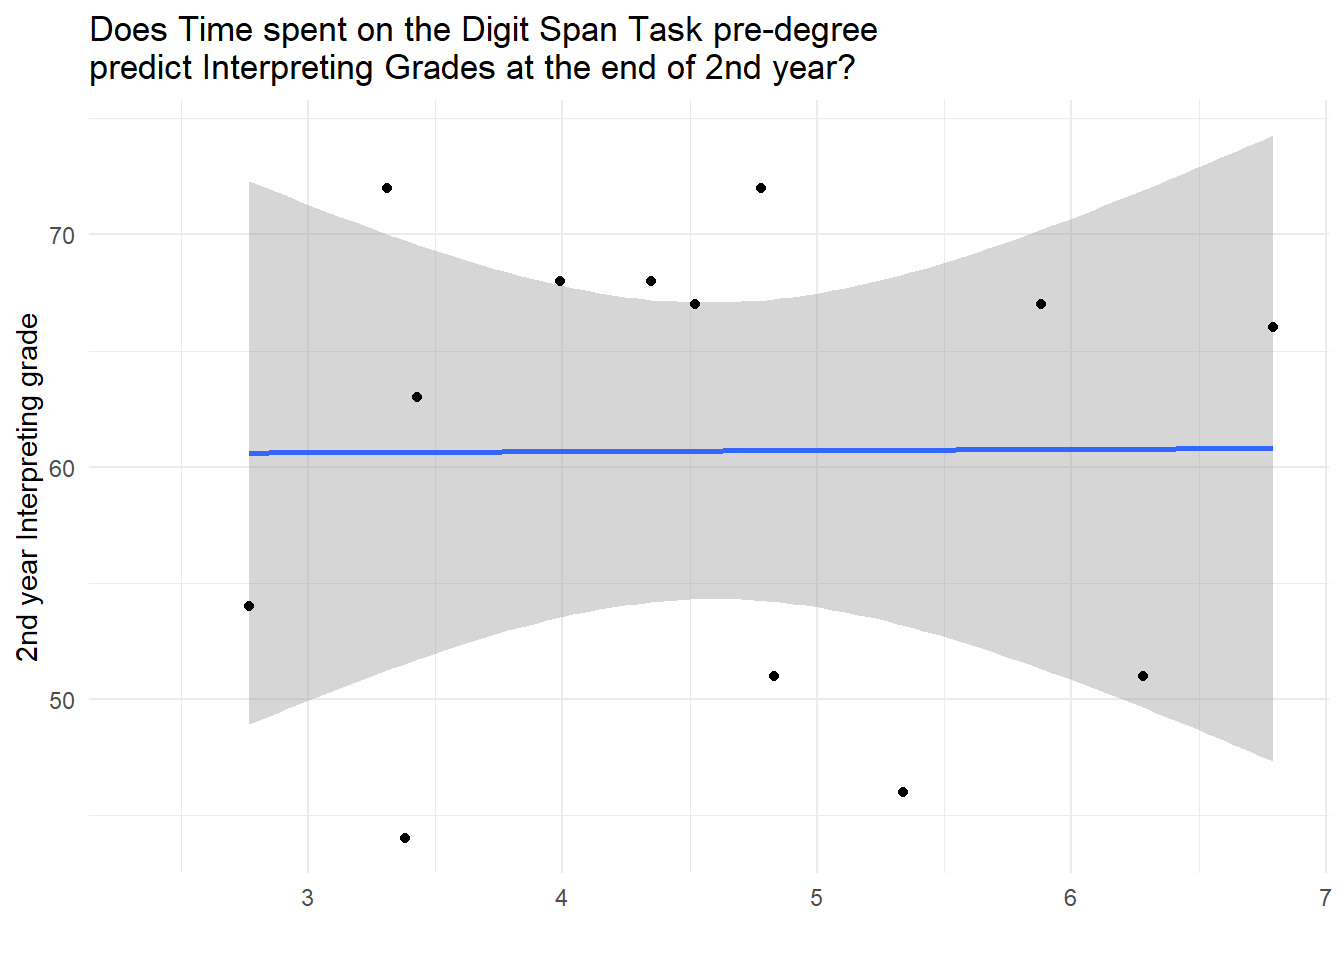 Does Time spent on the Digit Span Task pre-degree
predict Interpreting Grades at the end of 2nd year?
2nd year Interpreting grade
70
60
50
3 4 5 6 7